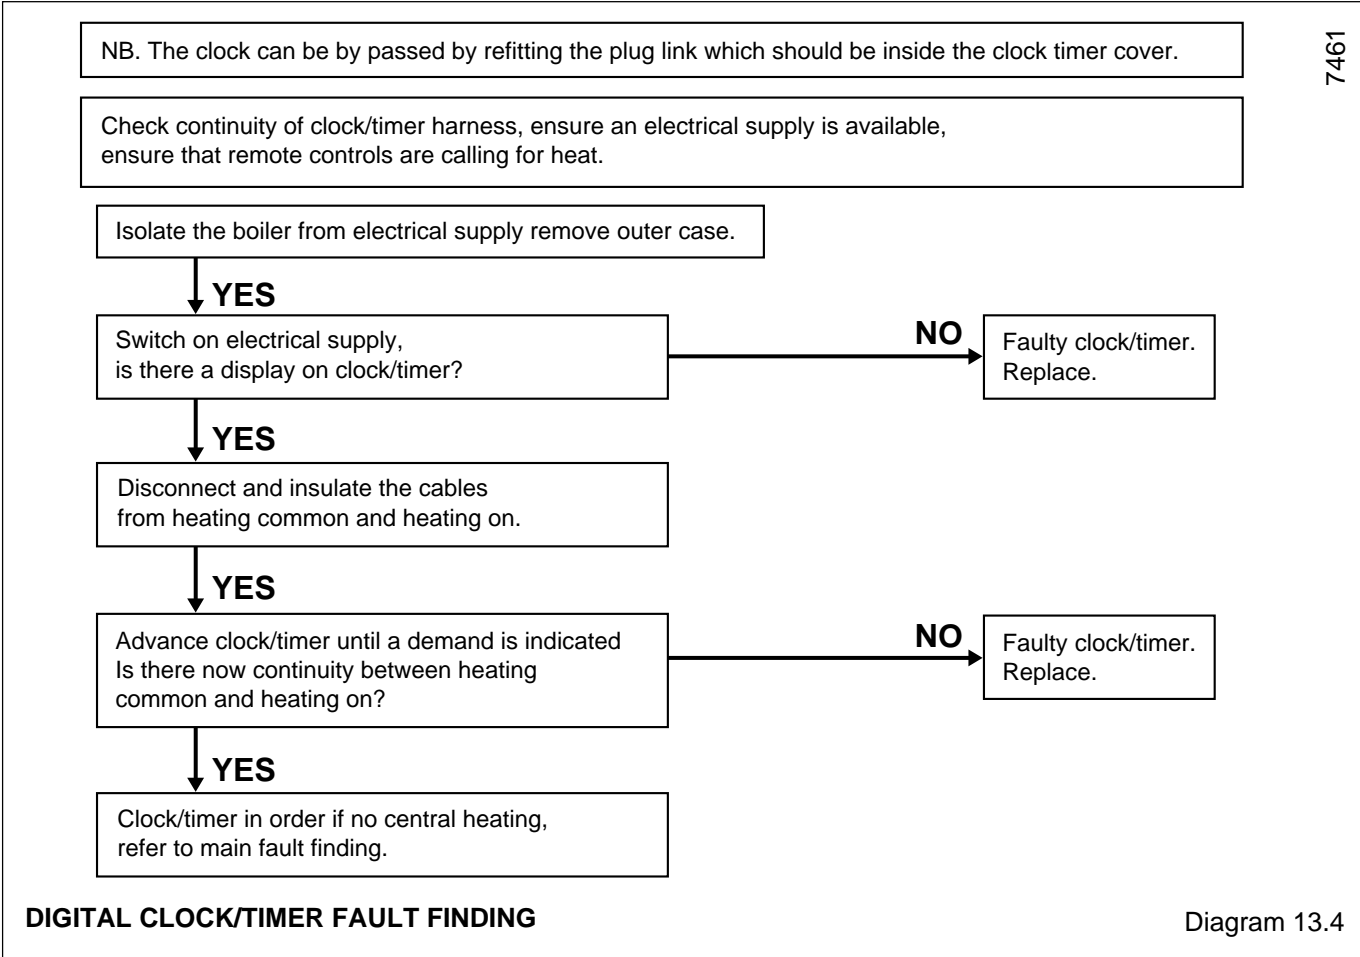 NB. The clock can be by passed by refitting the plug link which should be inside the clock timer cover.
7461
Check continuity of clock/timer harness, ensure an electrical supply is available,
ensure that remote controls are calling for heat.
Isolate the boiler from electrical supply remove outer case.
YES
Switch on electrical supply,
is there a display on clock/timer?
NO
Faulty clock/timer.
Replace.
YES
Disconnect and insulate the cables
from heating common and heating on.
YES
Advance clock/timer until a demand is indicated
Is there now continuity between heating
common and heating on?
NO
Faulty clock/timer.
Replace.
YES
Clock/timer in order if no central heating,
refer to main fault finding.
DIGITAL CLOCK/TIMER FAULT FINDING
Diagram 13.4